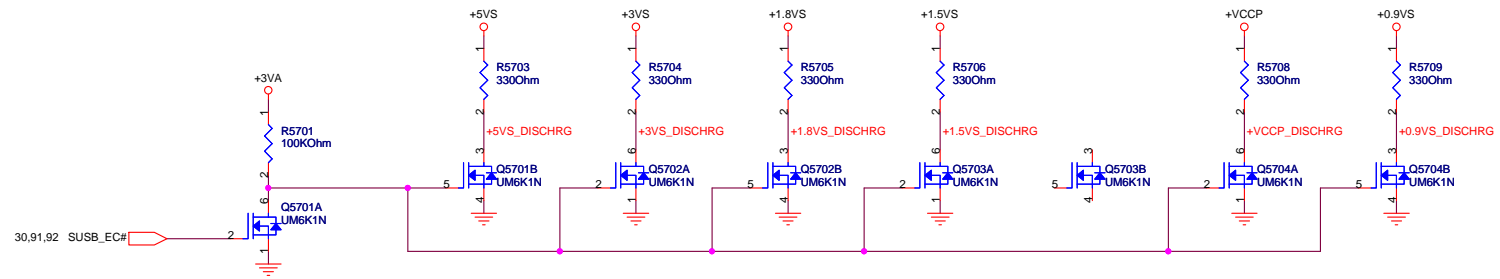 +5VS +3VS +1.8VS +1.5VS +VCCP +0.9VS
1 1 1 1 1 1
R5703 R5704 R5705 R5706 R5708 R5709
330Ohm 330Ohm 330Ohm 330Ohm 330Ohm 330Ohm
+3VA
1
2 2 2 2 2 2
R5701
100KOhm
+5VS_DISCHRG +3VS_DISCHRG +1.8VS_DISCHRG +1.5VS_DISCHRG +VCCP_DISCHRG +0.9VS_DISCHRG
3 6 3 6 3 6 3
2
Q5701B Q5702A Q5702B Q5703A Q5703B Q5704A Q5704B
UM6K1N UM6K1N UM6K1N UM6K1N UM6K1N UM6K1N UM6K1N
5 2 5 2 5 2 5
4 1 4 1 4 1 4
6
Q5701A
UM6K1N
30,91,92 SUSB_EC# 2
1